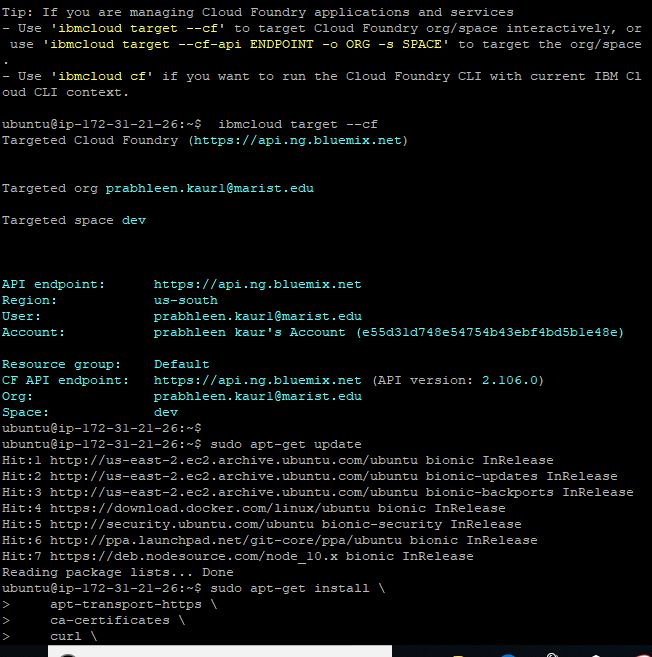 Tip: If you are managing Cloud Foundry applications and services
- Use 'ibmcloud target --cf' to target Cloud Foundry org/space interactively, or
 use 'ibmcloud target --cf-api ENDPOINT -o ORG -s SPACE' to target the org/space
.
- Use 'ibmcloud cf' if you want to run the Cloud Foundry CLI with current IBM Cl
oud CLI context.
ubuntu@ip-172-31-21-26:~$  ibmcloud target --cf
Targeted Cloud Foundry (https://api.ng.bluemix.net)
Targeted org prabhleen.kaur1@marist.edu
Targeted space dev
API endpoint:      https://api.ng.bluemix.net
Region:            us-south
User:              prabhleen.kaur1@marist.edu
Account:           prabhleen kaur's Account (e55d31d748e54754b43ebf4bd5b1e48e)
Resource group:    Default
CF API endpoint:   https://api.ng.bluemix.net (API version: 2.106.0)
Org:               prabhleen.kaur1@marist.edu
Space:             dev
ubuntu@ip-172-31-21-26:~$
ubuntu@ip-172-31-21-26:~$ sudo apt-get update
Hit:1 http://us-east-2.ec2.archive.ubuntu.com/ubuntu bionic InRelease
Hit:2 http://us-east-2.ec2.archive.ubuntu.com/ubuntu bionic-updates InRelease
Hit:3 http://us-east-2.ec2.archive.ubuntu.com/ubuntu bionic-backports InRelease
Hit:4 https://download.docker.com/linux/ubuntu bionic InRelease
Hit:5 http://security.ubuntu.com/ubuntu bionic-security InRelease
Hit:6 http://ppa.launchpad.net/git-core/ppa/ubuntu bionic InRelease
Hit:7 https://deb.nodesource.com/node_10.x bionic InRelease
Reading package lists... Done
ubuntu@ip-172-31-21-26:~$ sudo apt-get install \
>     apt-transport-https \
>     ca-certificates \
>     curl \